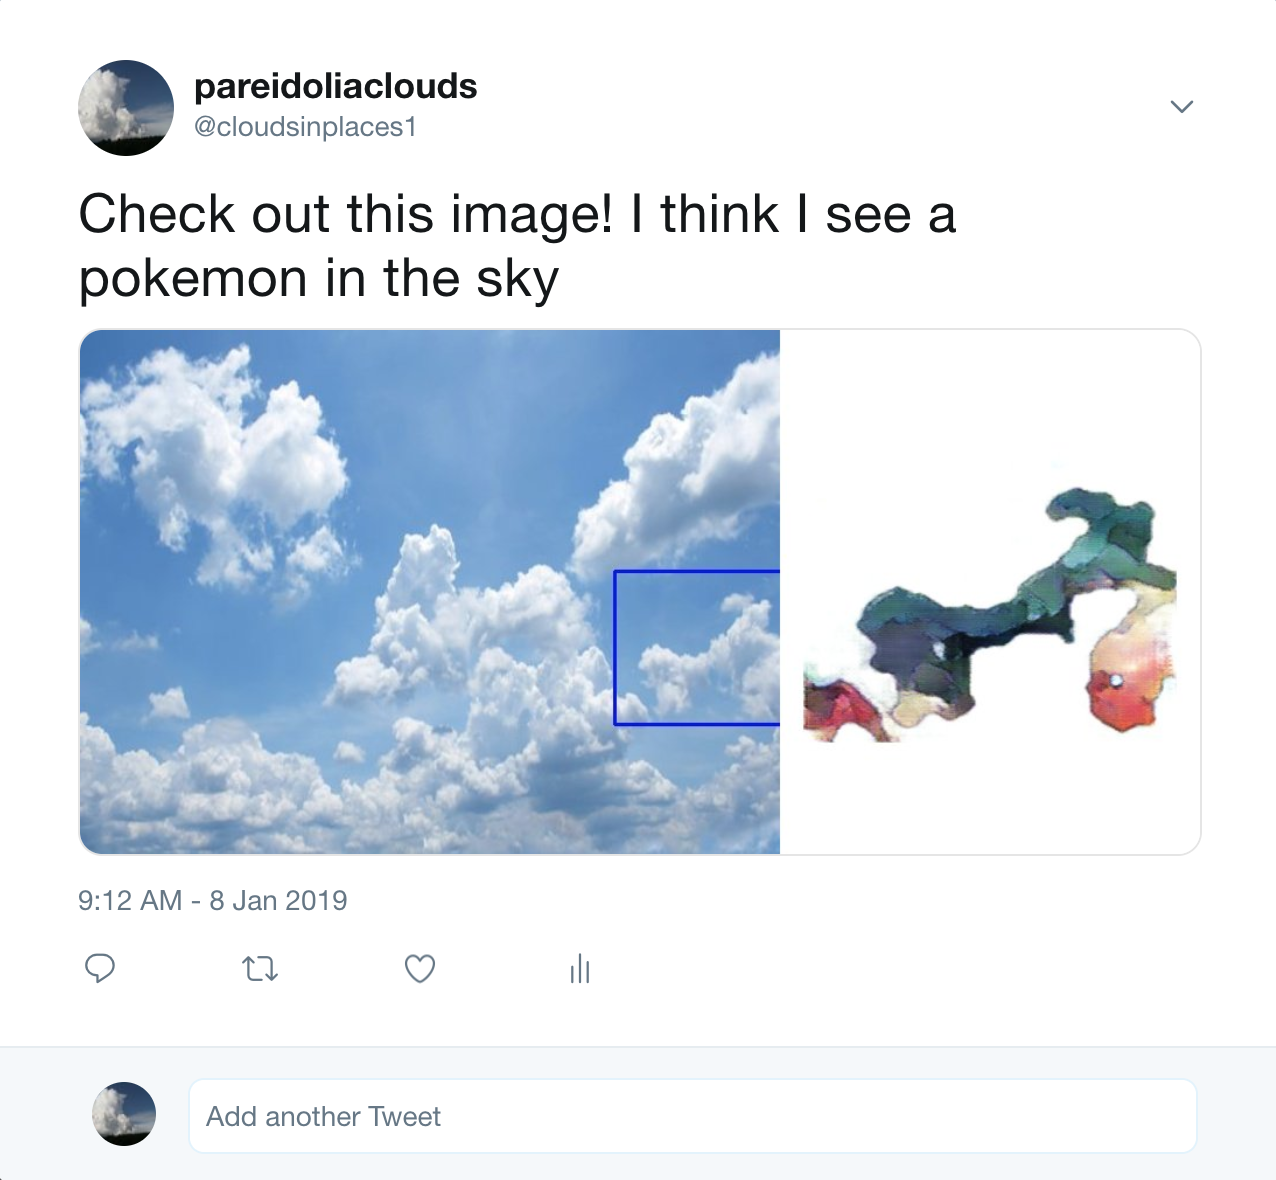 pareidoliaclouds
@cloudsinplaces1
Check out this image! I think I see a
pokemon in the sky
9:12 AM - 8 Jan 2019
Add another Tweet